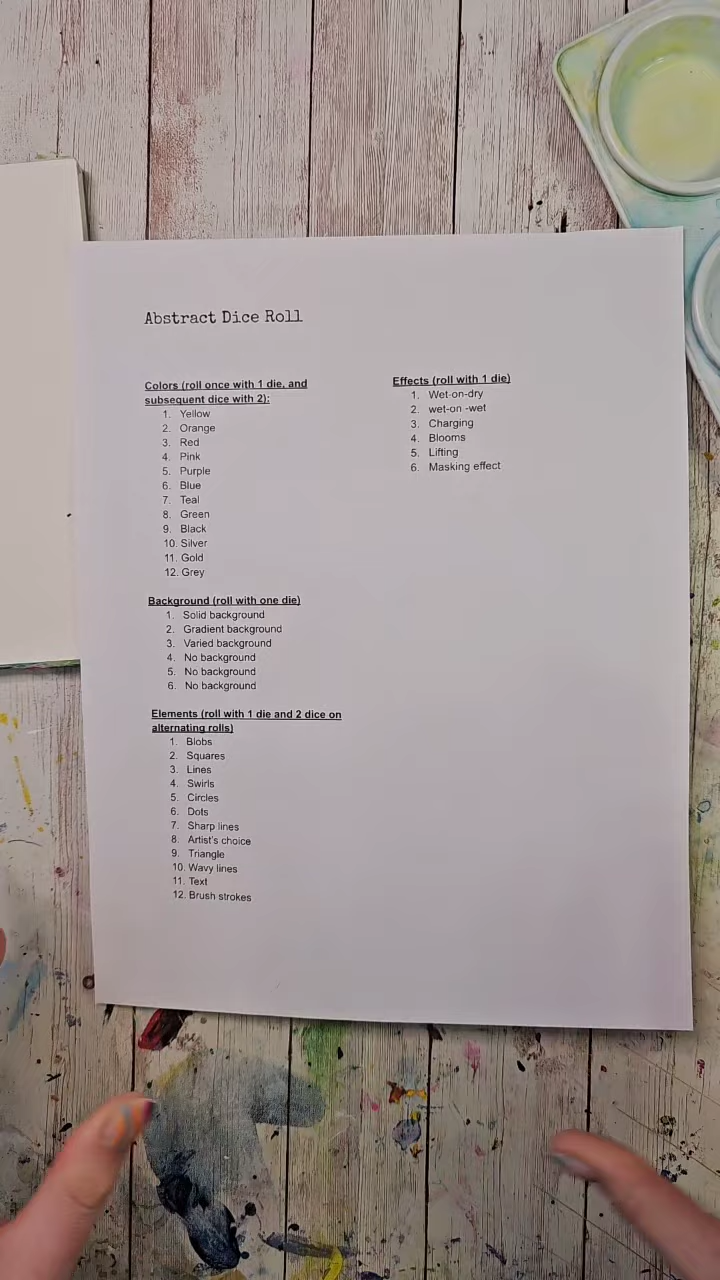 Abstract Dice Roll
Colors (roll once with 1 die, and
subsequent dice with 2):
1. Yellow
2. Orange
3. Red
4. Pink
5. Purple
6. Blue
7. Teal
8. Green
9. Black
10. Silver
11. Gold
12. Grey
Background (roll with one die)
1. Solid background
2. Gradient background
3. Varied background
4. No background
5. No background
6. No background
Elements (roll with 1 die and 2 dice on
alternating rolls)
1. Blobs
2. Squares
3. Lines
4. Swirls
5. Circles
6. Dots
7. Sharp lines
8. Artist's choice
9. Triangle
10. Wavy lines
11. Text
12. Brush strokes
Effects (roll with 1 die)
1. Wet-on-dry
2. wet-on -wet
3. Charging
4. Blooms
5. Lifting
6. Masking effect